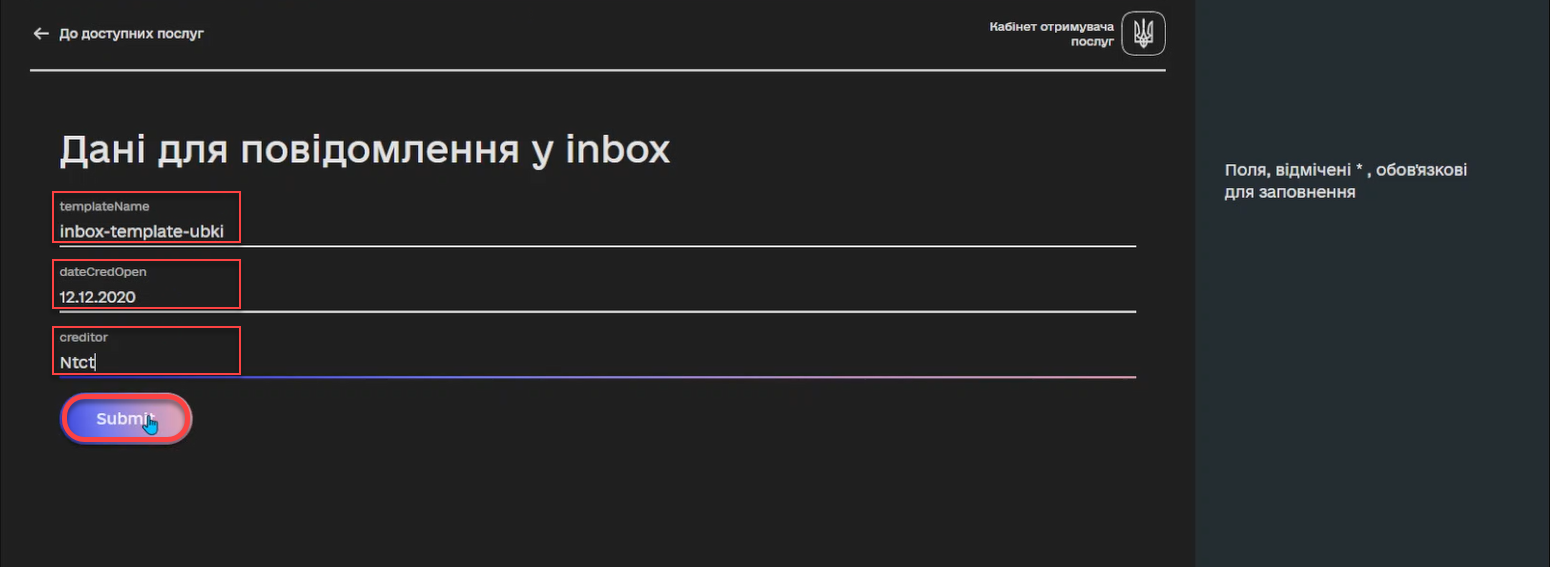 До доступних послуг
Кабінет отримувача
послуг
Дані для повідомлення у inbox
templateName
inbox-template-ubki
dateCredOpen
12.12.2020
creditor
Ntct
Submit
Поля, відмічені * , обов'язкові
для заповнення